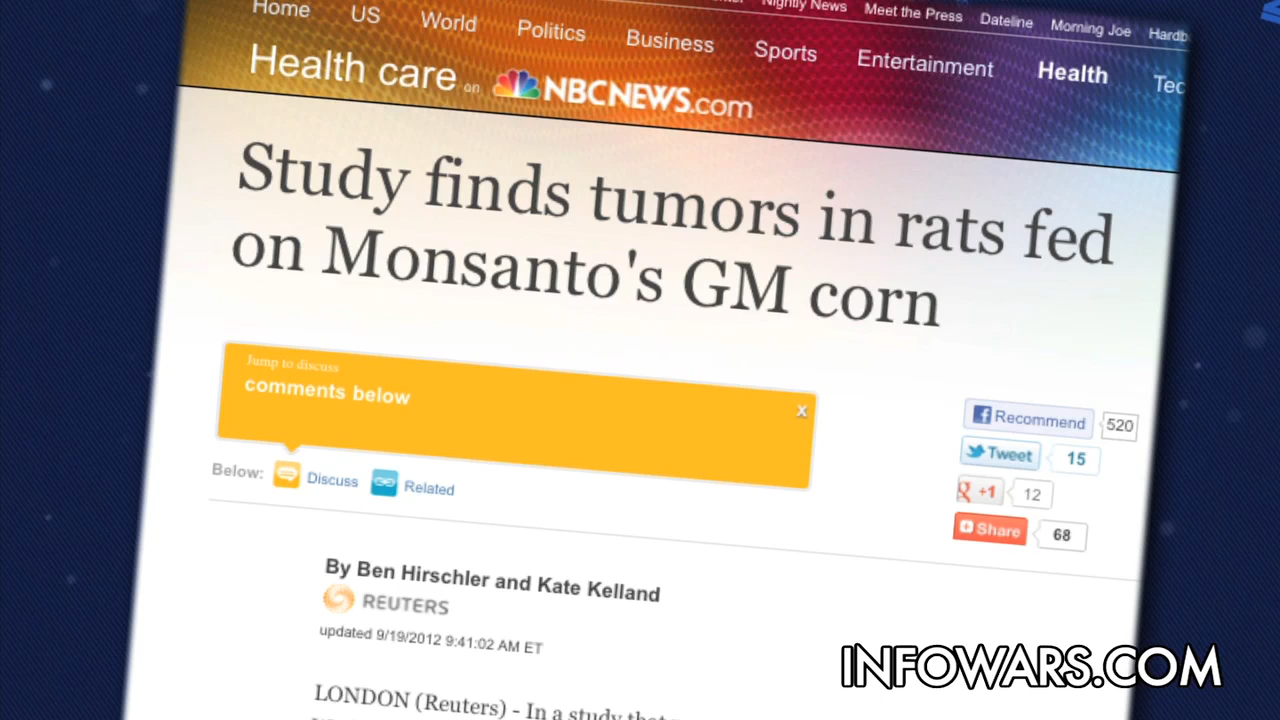 Nightly News Meet the Press Dateline Morning Joe Hardb
Home US World Politics Business Sports Entertainment Health Tec
Health care on NBCNEWS.com
Study finds tumors in rats fed
on Monsanto's GM corn
Jump to discuss
comments below
x
Recommend 520
Tweet 15
+1 12
Share 68
Below: Discuss Related
By Ben Hirschler and Kate Kelland
REUTERS
updated 9/19/2012 9:41:02 AM ET
LONDON (Reuters) - In a study that
INFOWARS.COM